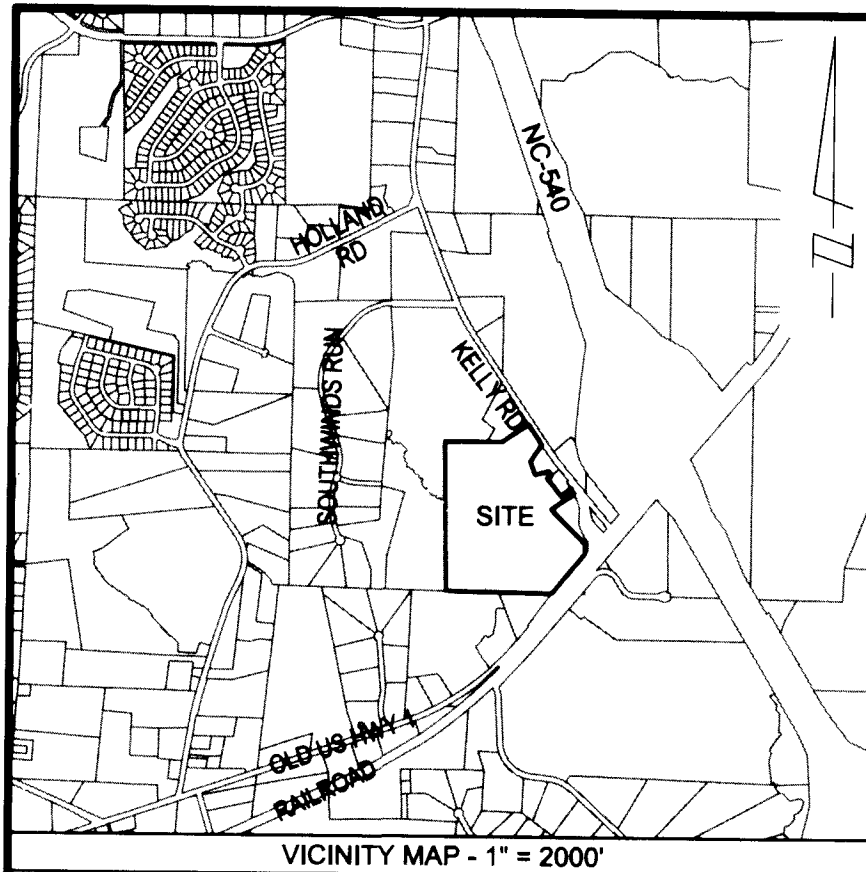 NC-540
HOLLAND
RD
KELLY RD
SOUTHWINDS RUN
SITE
OLD US HWY 1
RAILROAD
VICINITY MAP - 1" = 2000'